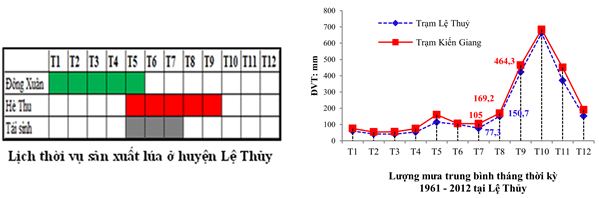 T1 T2 T3 T4 T5 T6 T7 T8 T9 T10 T11 T12
Đông Xuân
Hè Thu
Tái sinh
Lịch thời vụ sản xuất lúa ở huyện Lệ Thủy
ĐVT: mm
800
700
600
500
400
300
200
100
0
Trạm Lệ Thuỷ
Trạm Kiến Giang
464,3
169,2
105
150,7
77,3
T1 T2 T3 T4 T5 T6 T7 T8 T9 T10 T11 T12
Lượng mưa trung bình tháng thời kỳ
1961 - 2012 tại Lệ Thủy